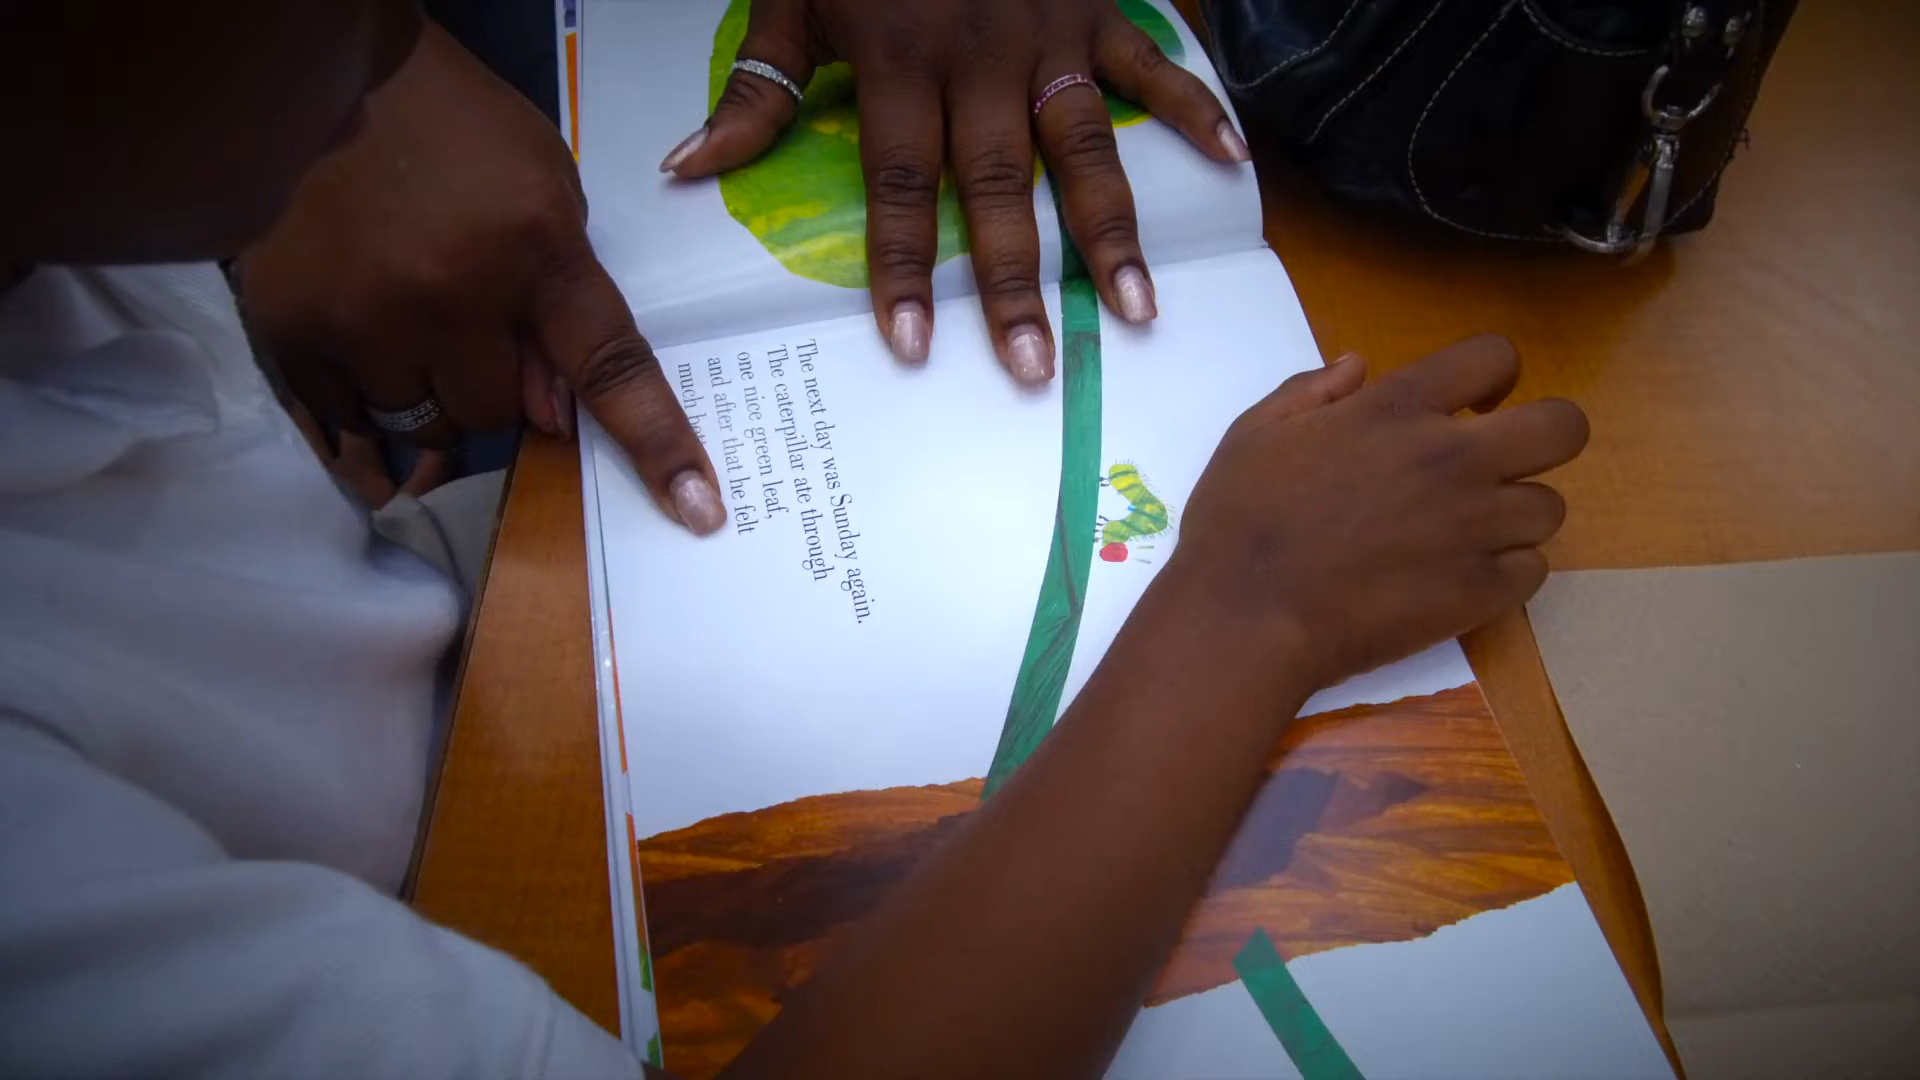 The next day was Sunday again.
The caterpillar ate through
one nice green leaf,
and after that he felt
much